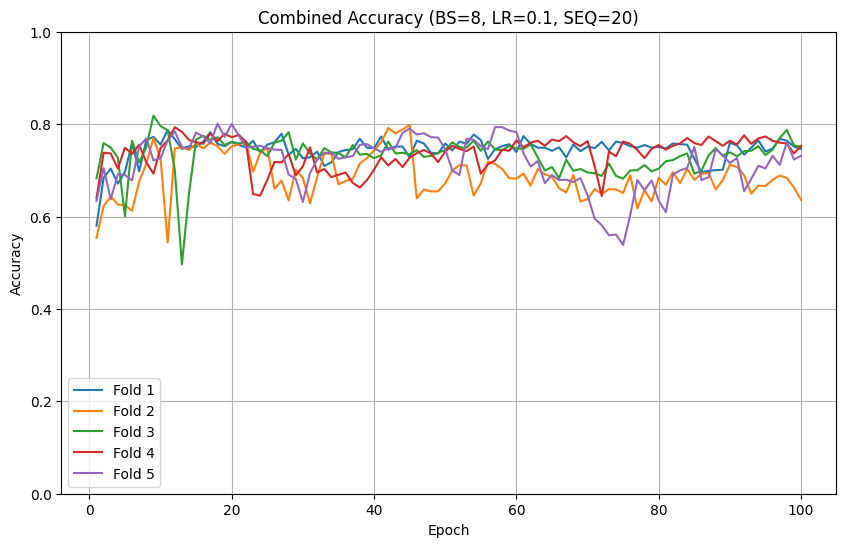 Combined Accuracy (BS=8, LR=0.1, SEQ=20)
1.0
0.8
0.6
0.4
0.2
0.0
Accuracy
Fold 1
Fold 2
Fold 3
Fold 4
Fold 5
0 20 40 60 80 100
Epoch